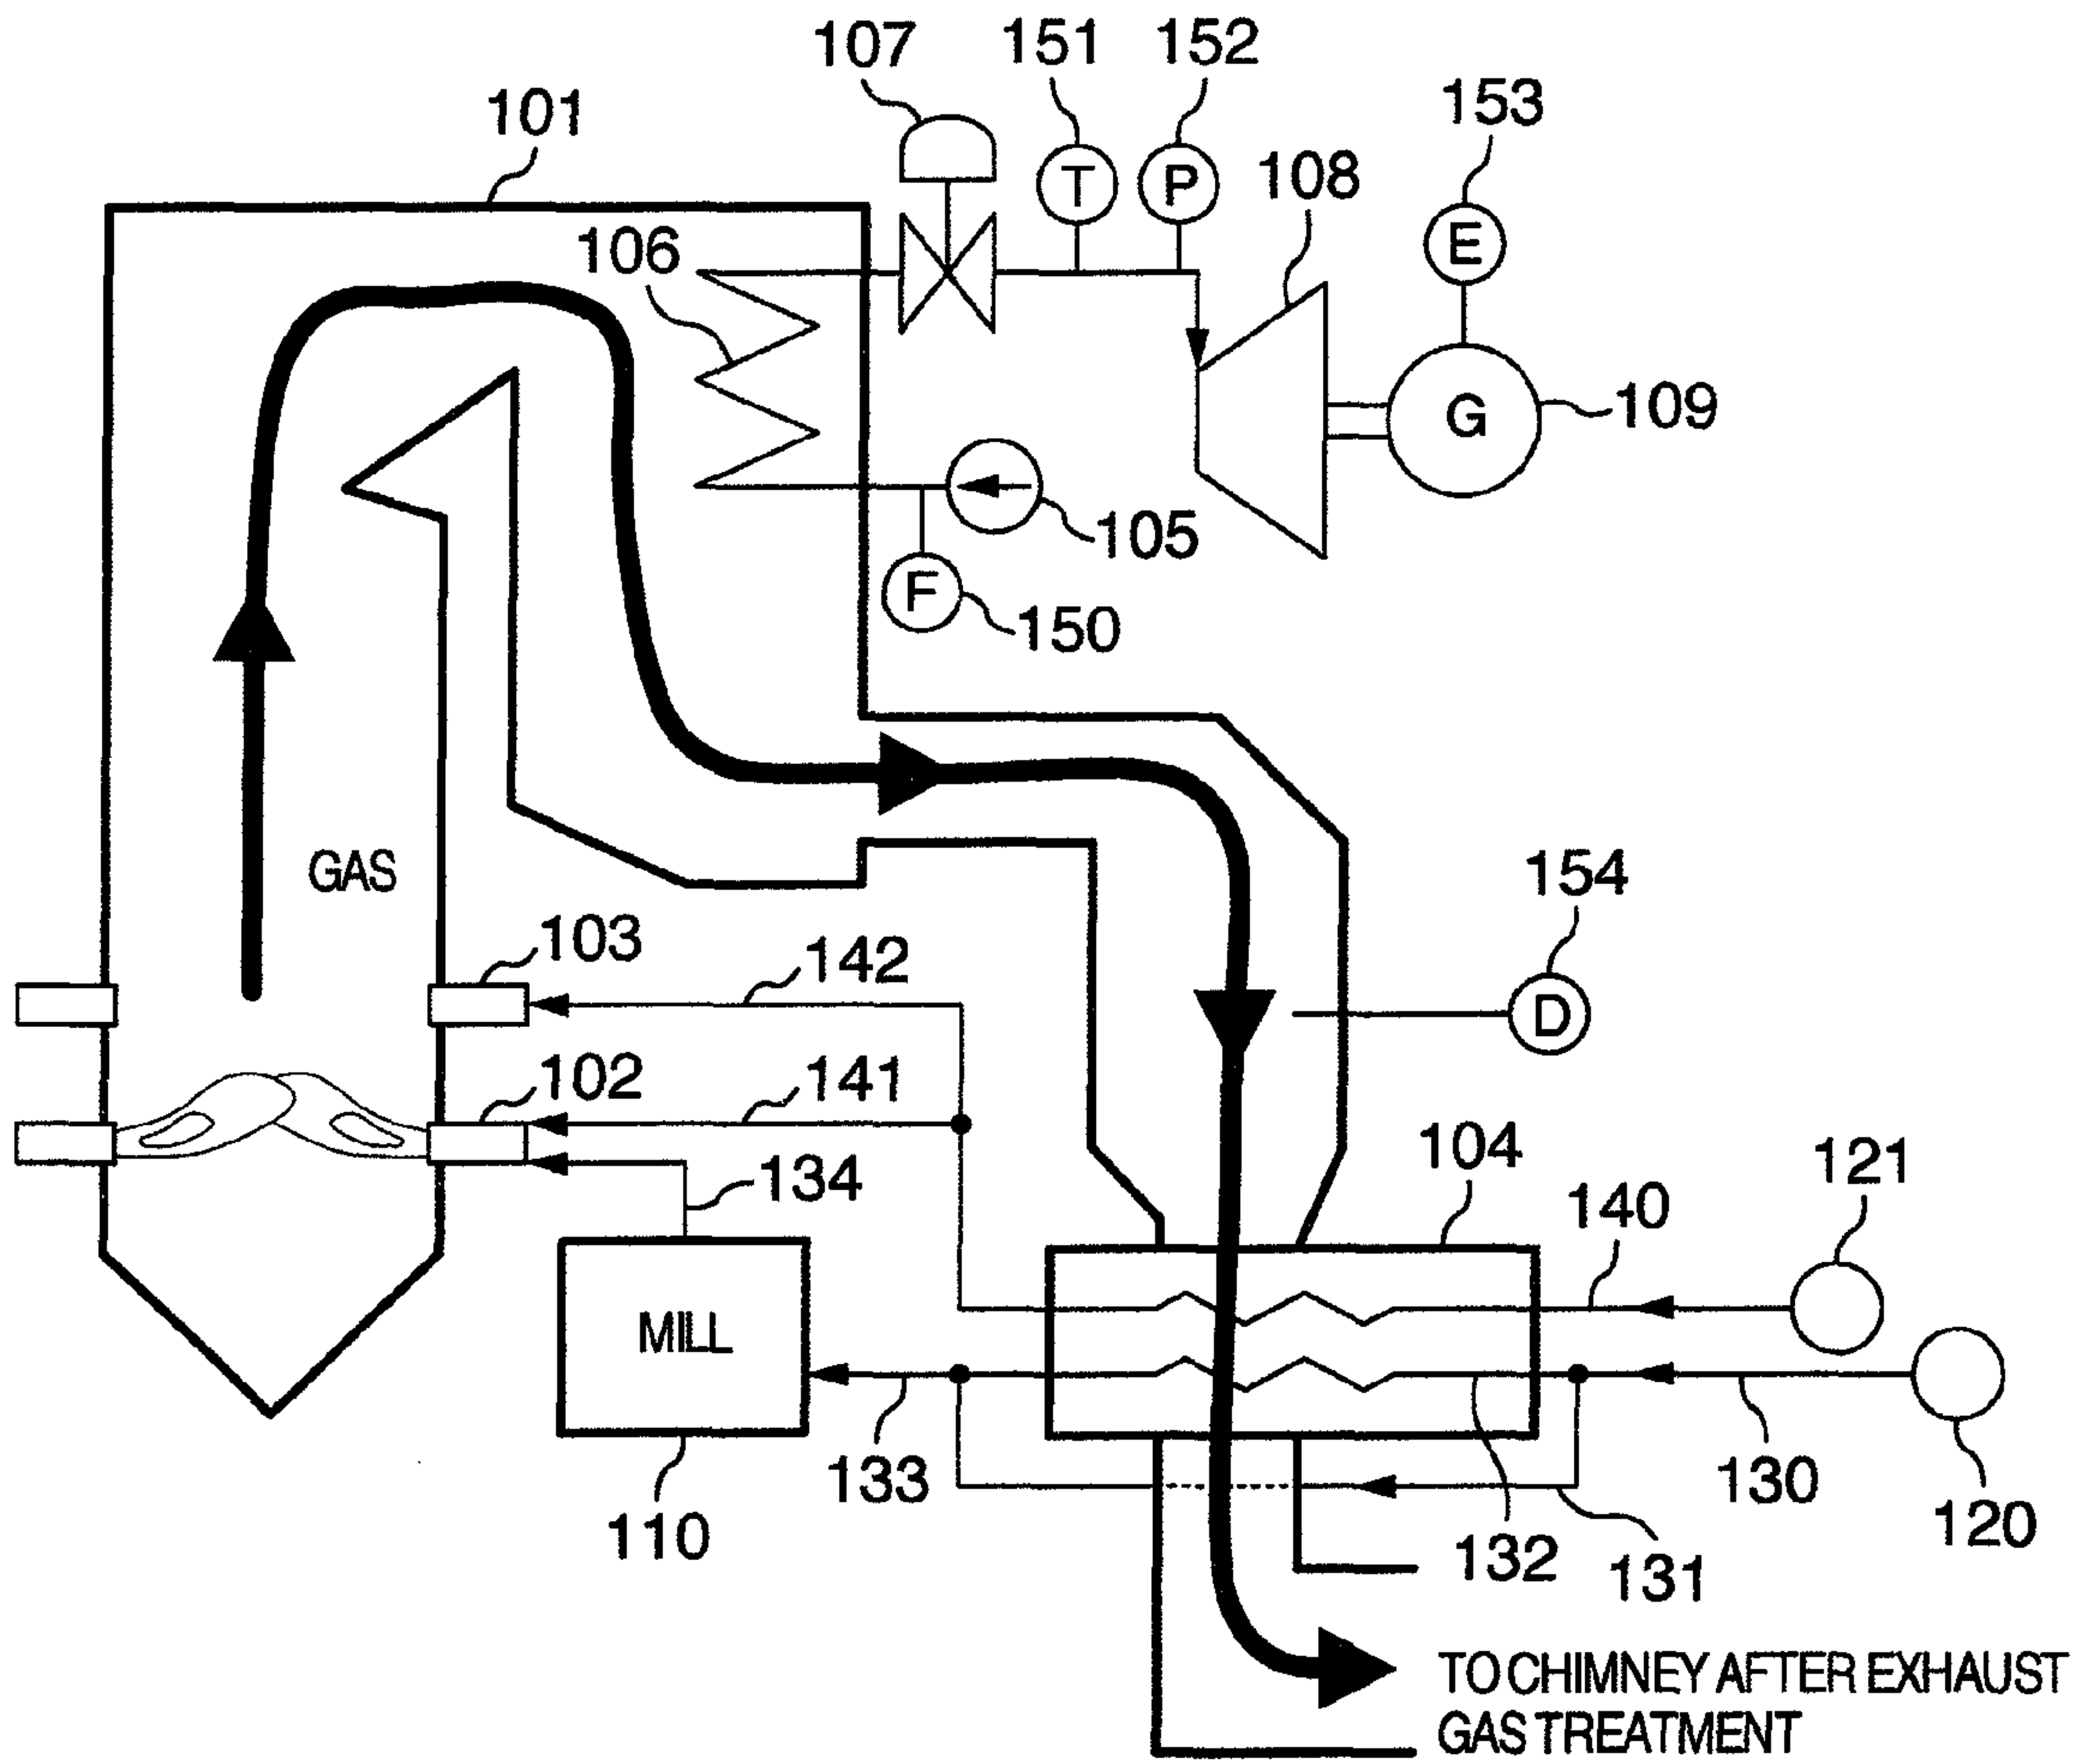 107
151
152
153
101
108
T
P
106
E
G
109
105
F
150
GAS
154
103
142
D
102
141
104
121
134
140
MILL
133
130
110
132
131
120
TO CHIMNEY AFTER EXHAUST
GAS TREATMENT